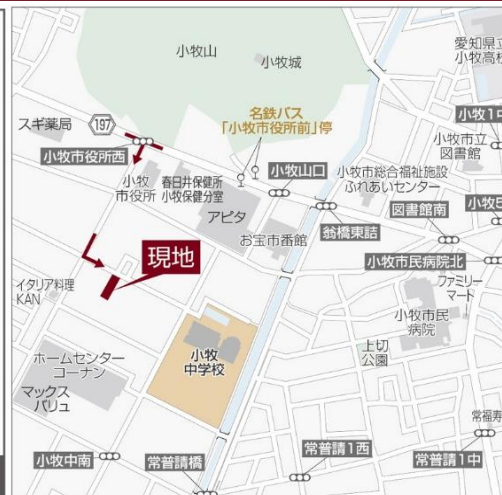 小牧山
小牧城
愛知県立
小牧高校
名鉄バス
「小牧市役所前」停
スギ薬局
197
小牧市役所西
小牧1中
小牧市立
図書館
小牧
市役所
春日井保健所
小牧保健分室
小牧山口
小牧市総合福祉施設
ふれあいセンター
アピタ
図書館南
小牧5
翁橋東詰
お宝市番館
現地
小牧市民病院北
ファミリー
マート
イタリア料理
KAN
小牧市民
病院
小牧
中学校
上切
公園
ホームセンター
コーナン
マックス
バリュ
常福寺
小牧中南
常普請橋
常普請1西
常普請1中